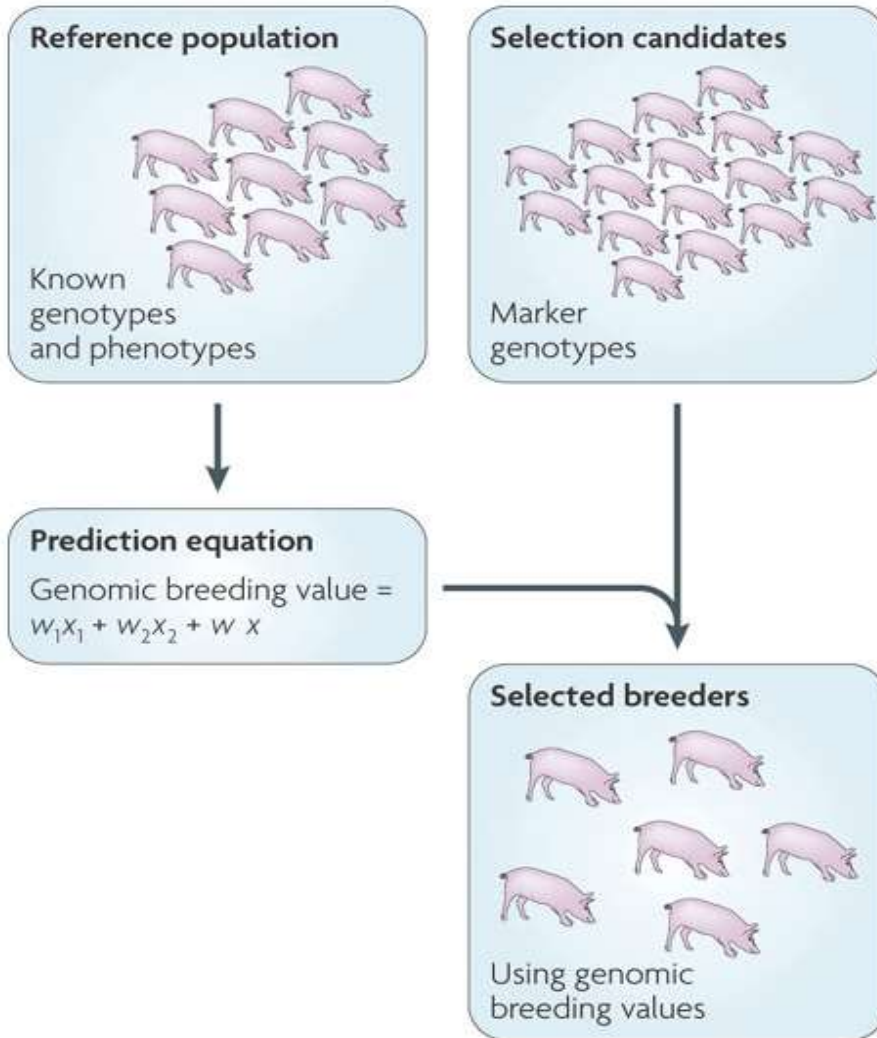 Reference population
Known
genotypes
and phenotypes
Selection candidates
Marker
genotypes
Prediction equation
Genomic breeding value =
w₁x₁ + w₂x₂ + w x
Selected breeders
Using genomic
breeding values